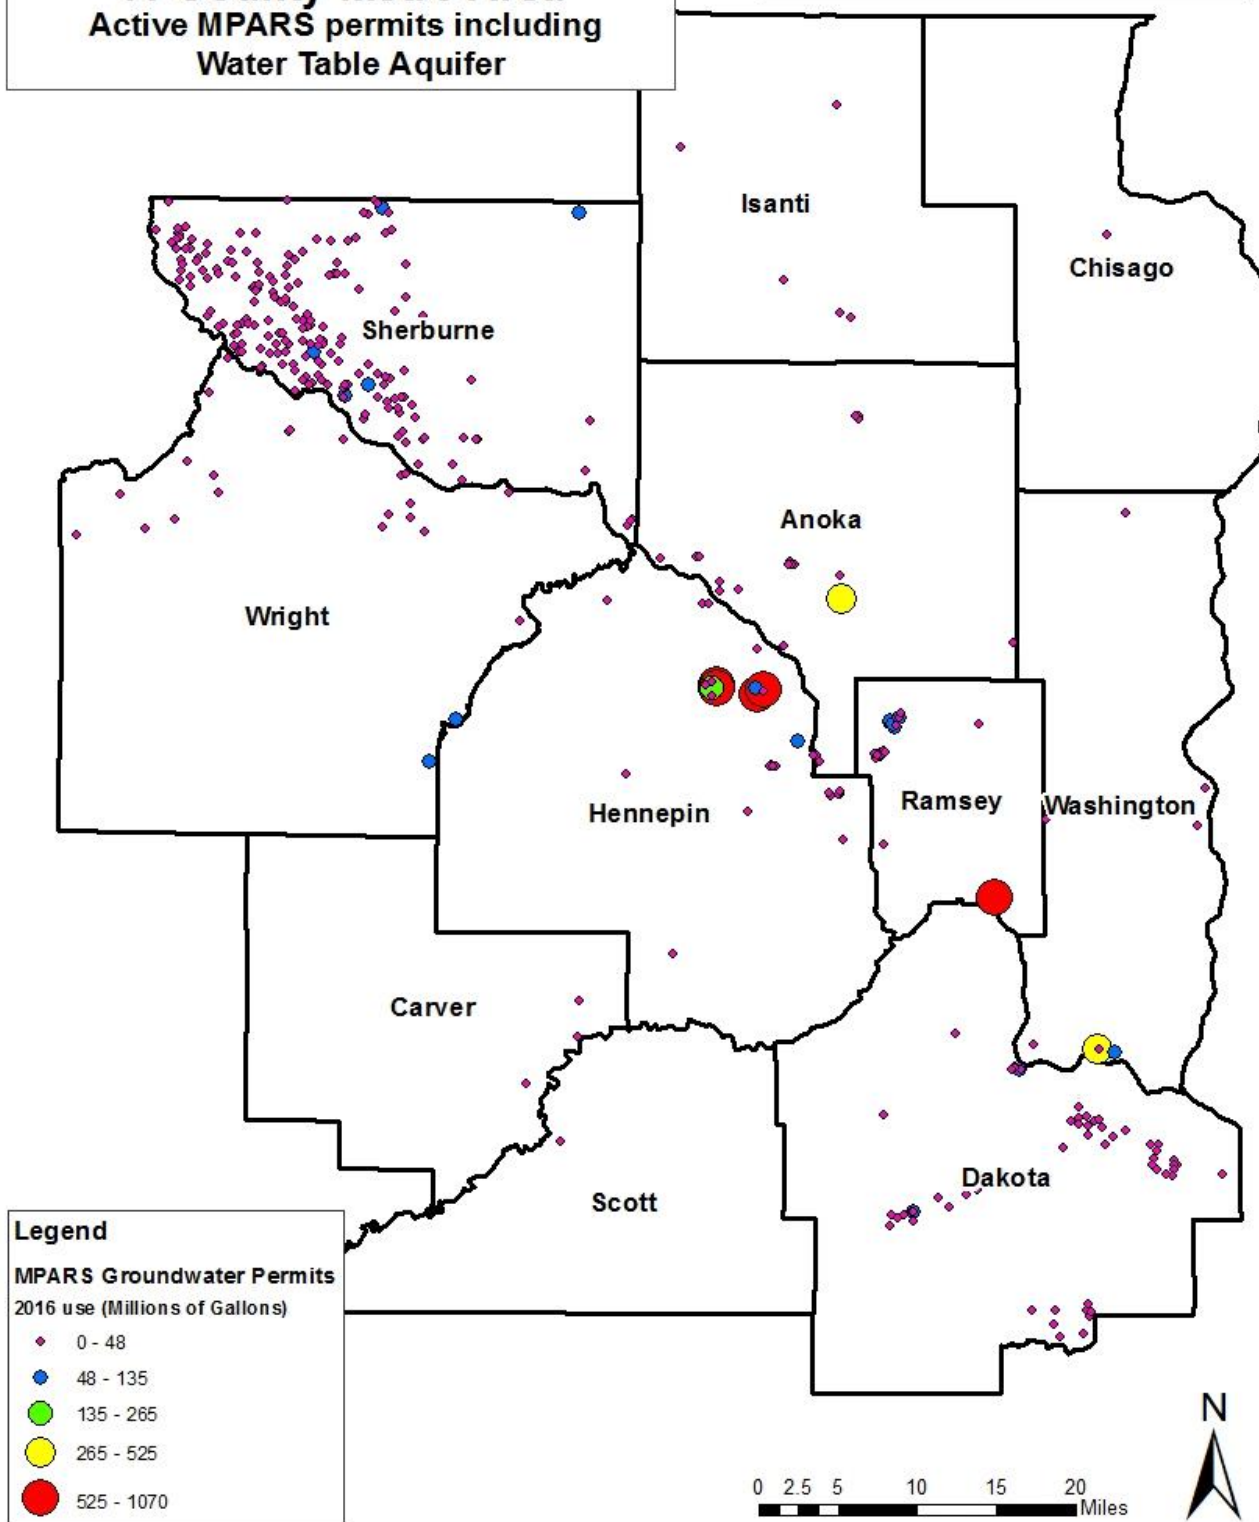 Active MPARS permits including
Water Table Aquifer
Isanti
Chisago
Sherburne
Anoka
Wright
Hennepin
Ramsey
Washington
Carver
Dakota
Scott
Legend
MPARS Groundwater Permits
2016 use (Millions of Gallons)
0 - 48
48 - 135
135 - 265
265 - 525
525 - 1070
N
0 2.5 5 10 15 20
Miles